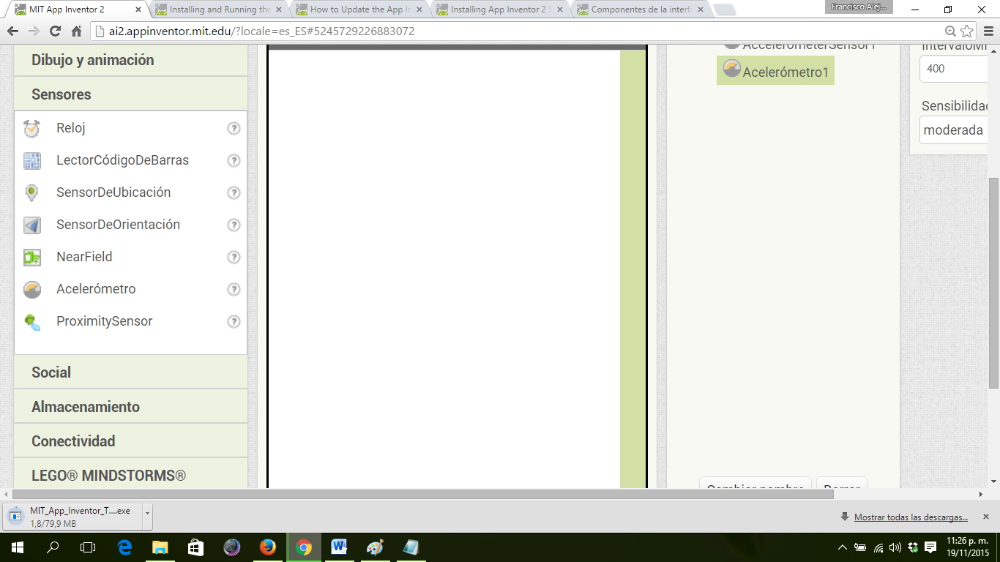 MIT App Inventor 2
Installing and Running the
How to Update the App In
Installing App Inventor 2 S
Componentes de la interfa
Francisco Alej...
ai2.appinventor.mit.edu/?locale=es_ES#5245729226883072
Dibujo y animación
Sensores
Reloj
LectorCódigoDeBarras
SensorDeUbicación
SensorDeOrientación
NearField
Acelerómetro
ProximitySensor
Social
Almacenamiento
Conectividad
LEGO® MINDSTORMS®
AccelerometerSensor1
Acelerómetro1
Cambiar nombre
Borrar
IntervaloMí
400
Sensibilidad
moderada
MIT_App_Inventor_T....exe
1,8/79,9 MB
Mostrar todas las descargas...
11:26 p. m.
19/11/2015